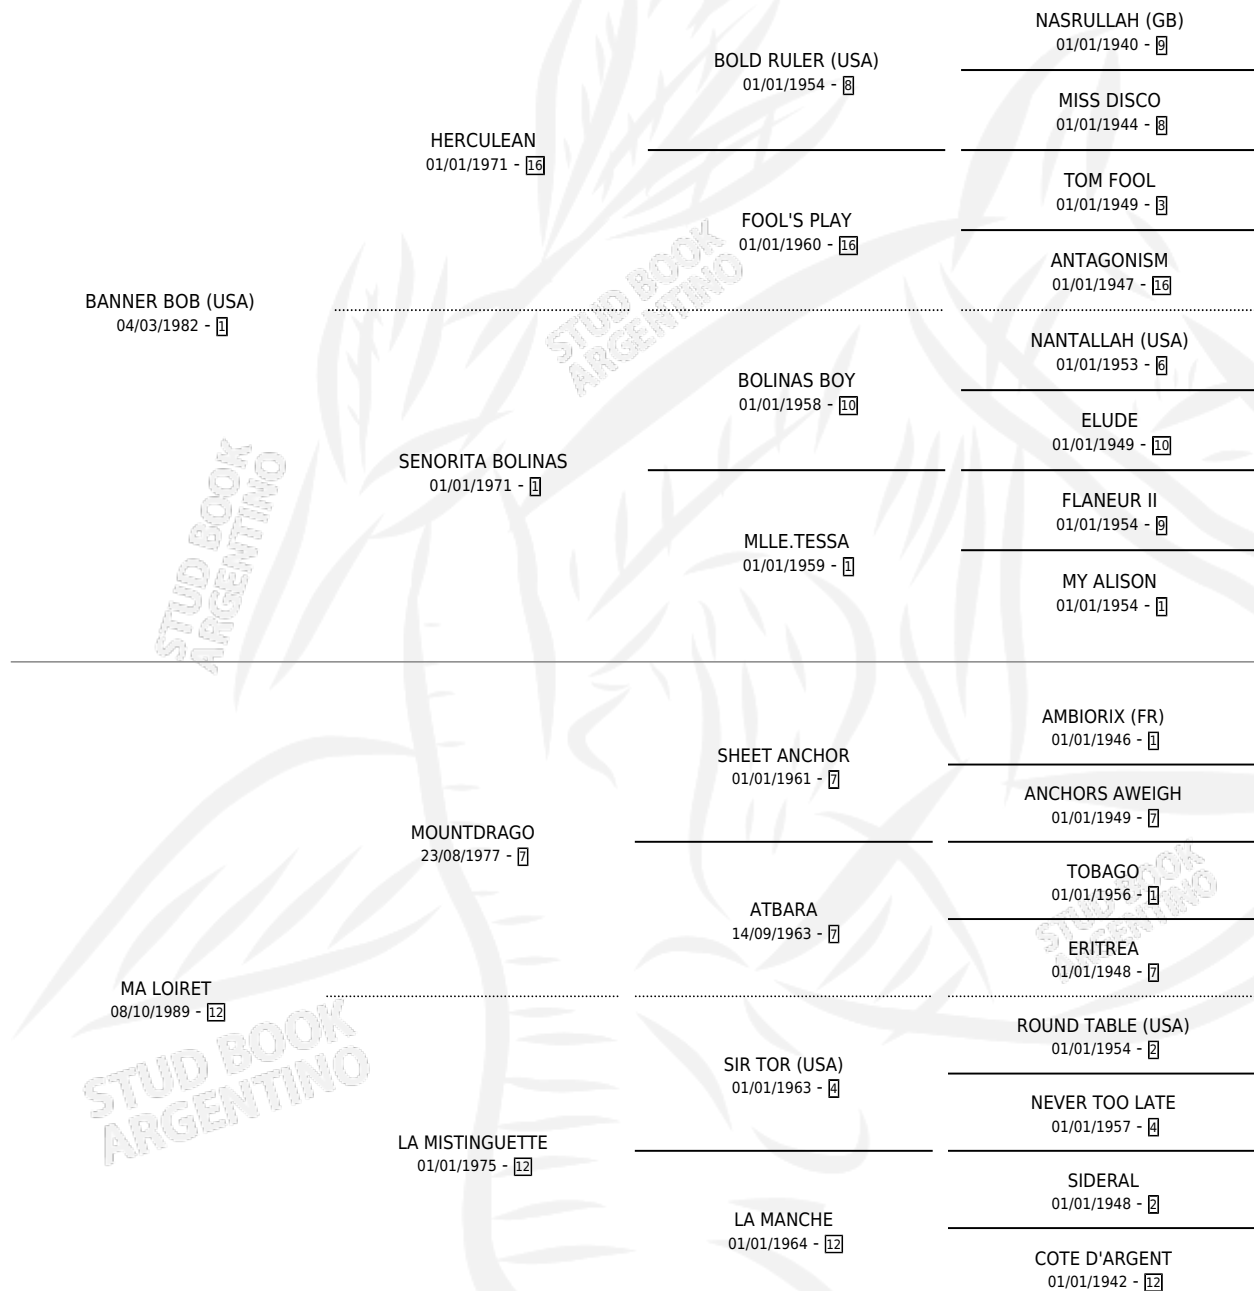 NASRULLAH (GB)
01/01/1940 - 9
BOLD RULER (USA)
01/01/1954 - 8
MISS DISCO
01/01/1944 - 8
HERCULEAN
01/01/1971 - 16
TOM FOOL
01/01/1949 - 3
FOOL'S PLAY
01/01/1960 - 16
ANTAGONISM
01/01/1947 - 16
BANNER BOB (USA)
04/03/1982 - 1
NANTALLAH (USA)
01/01/1953 - 6
BOLINAS BOY
01/01/1958 - 10
ELUDE
01/01/1949 - 10
SENORITA BOLINAS
01/01/1971 - 1
FLANEUR II
01/01/1954 - 9
MLLE.TESSA
01/01/1959 - 1
MY ALISON
01/01/1954 - 1
AMBIORIX (FR)
01/01/1946 - 1
SHEET ANCHOR
01/01/1961 - 7
ANCHORS AWEIGH
01/01/1949 - 7
MOUNTDRAGO
23/08/1977 - 7
TOBAGO
01/01/1956 - 1
ATBARA
14/09/1963 - 7
ERITREA
01/01/1948 - 7
MA LOIRET
08/10/1989 - 12
ROUND TABLE (USA)
01/01/1954 - 2
SIR TOR (USA)
01/01/1963 - 4
NEVER TOO LATE
01/01/1957 - 4
LA MISTINGUETTE
01/01/1975 - 12
SIDERAL
01/01/1948 - 2
LA MANCHE
01/01/1964 - 12
COTE D'ARGENT
01/01/1942 - 12
STUD BOOK
ARGENTINO
STUD BOOK
ARGENTINO
STUD BOOK
ARGENTINO
STUD BOOK
ARGENTINO